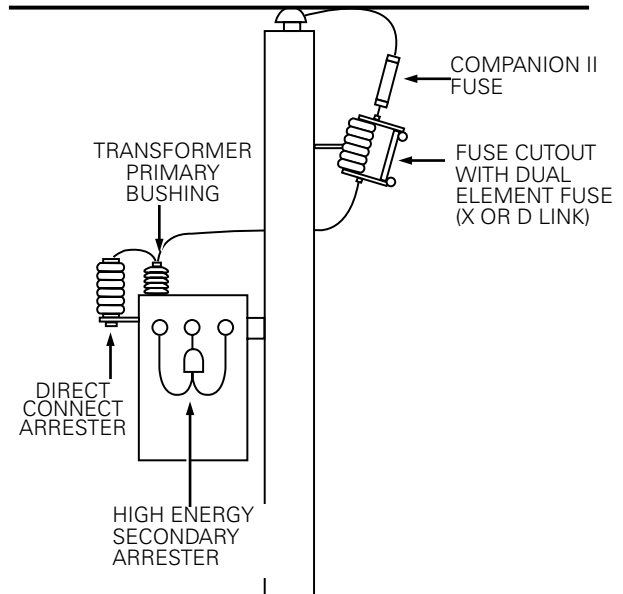 COMPANION II
FUSE
TRANSFORMER
PRIMARY
BUSHING
FUSE CUTOUT
WITH DUAL
ELEMENT FUSE
(X OR D LINK)
DIRECT
CONNECT
ARRESTER
HIGH ENERGY
SECONDARY
ARRESTER